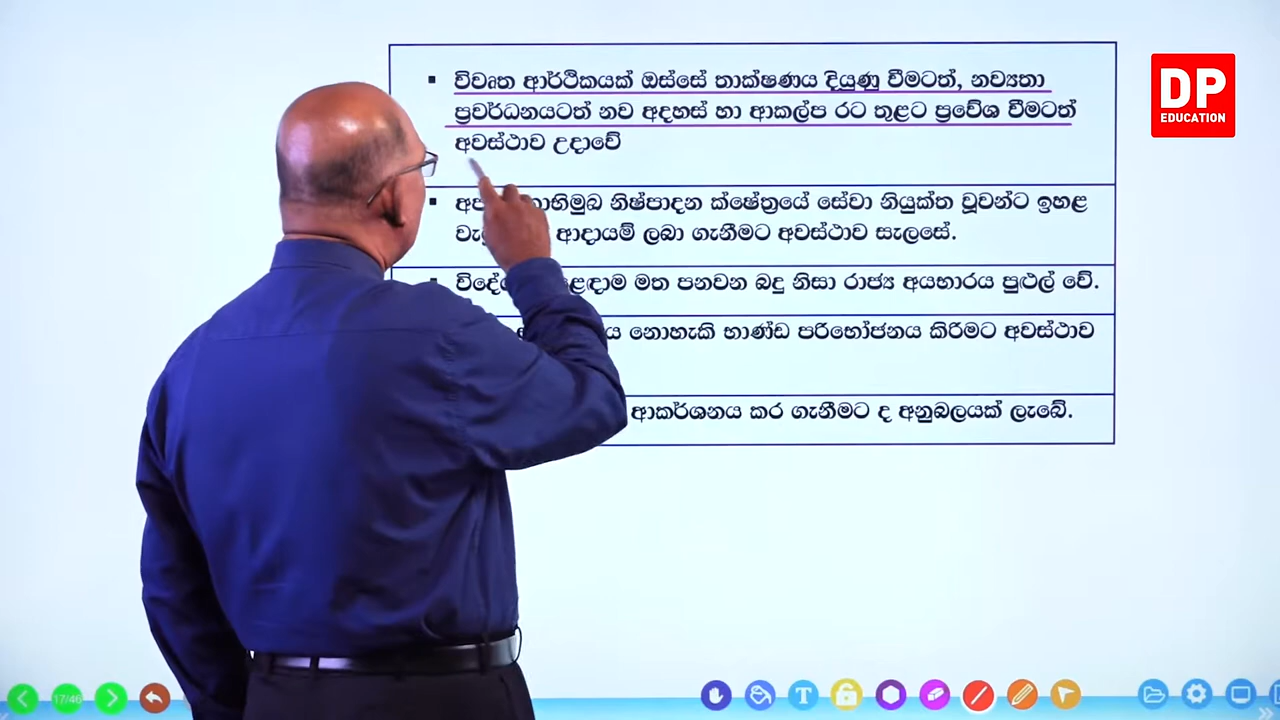 විවෘත ආර්ථිකයක් ඔස්සේ තාක්ෂණය දියුණු වීමටත්, නව්‍යතා
ප්‍රවර්ධනයටත් නව අදහස් හා ආකල්ප රට තුළට ප්‍රවේශ වීමටත්
අවස්ථාව උදාවේ
නිෂ්පාදන ක්ෂේත්‍රයේ සේවා නියුක්ත වූවන්ට ඉහළ
ආදායම් ලබා ගැනීමට අවස්ථාව සැලසේ.
මත පනවන බදු නිසා රාජ්‍ය අයභාරය පුළුල් වේ.
නොහැකි භාණ්ඩ පරිභෝජනය කිරිමට අවස්ථාව
ආකර්ශනය කර ගැනීමට ද අනුබලයක් ලැබේ.
DP
EDUCATION
17/46